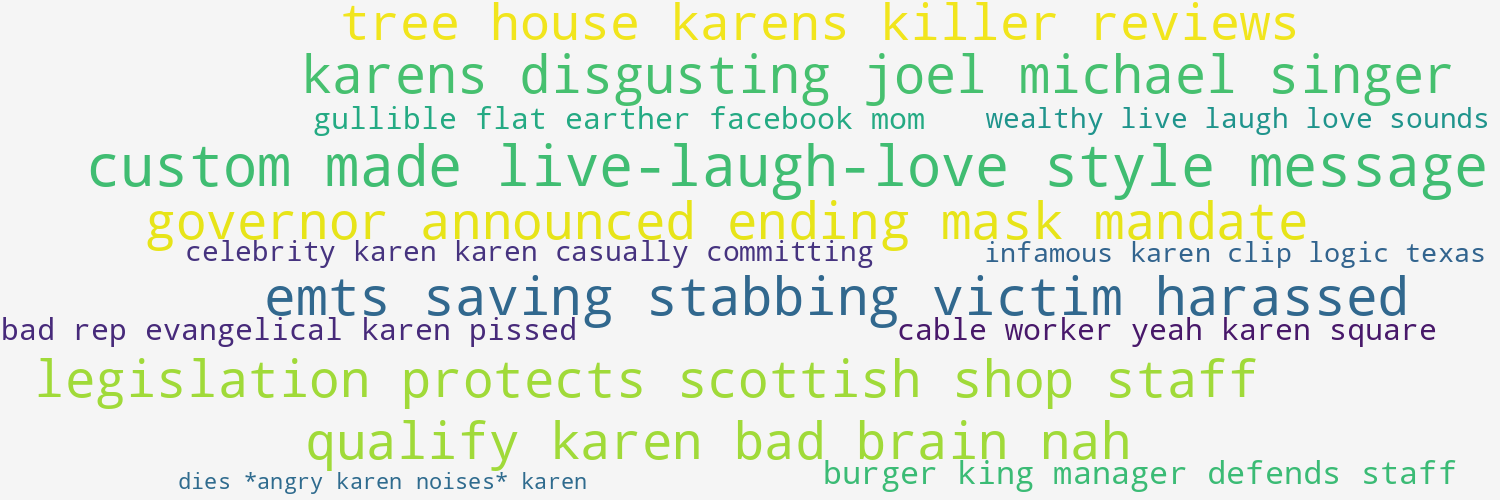 tree house karens killer reviews
karens disgusting joel michael singer
gullible flat earther facebook mom
wealthy live laugh love sounds
custom made live-laugh-love style message
governor announced ending mask mandate
celebrity karen karen casually committing
infamous karen clip logic texas
emts saving stabbing victim harassed
bad rep evangelical karen pissed
cable worker yeah karen square
legislation protects scottish shop staff
qualify karen bad brain nah
burger king manager defends staff
dies *angry karen noises* karen